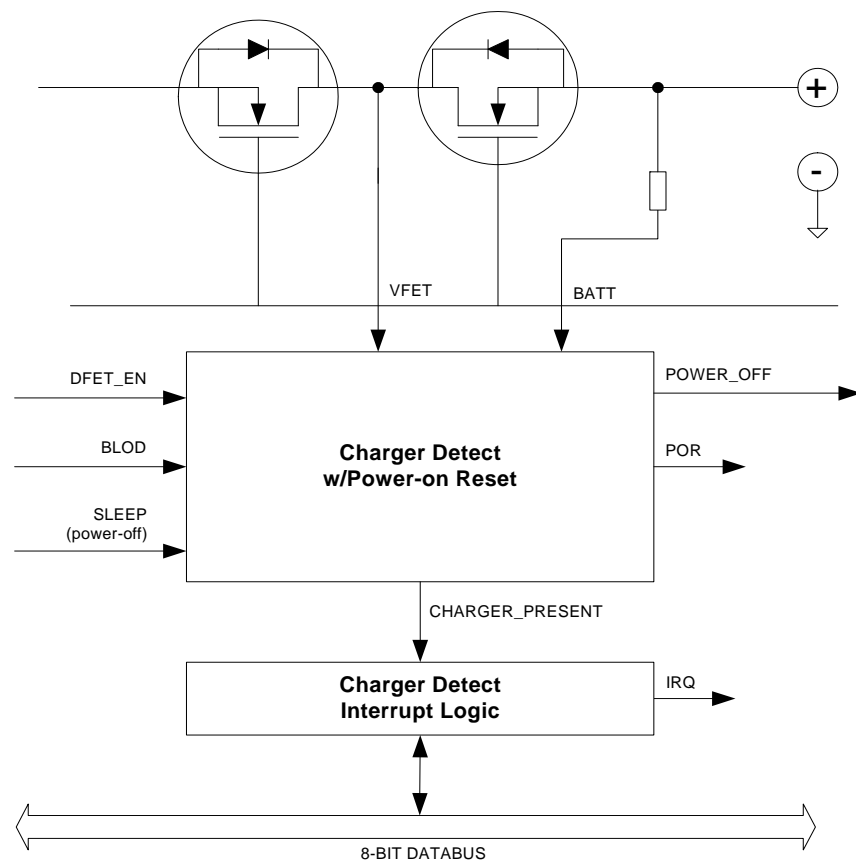 +
-
VFET
BATT
DFET_EN
BLOD
SLEEP
(power-off)
Charger Detect
w/Power-on Reset
POWER_OFF
POR
CHARGER_PRESENT
Charger Detect
Interrupt Logic
IRQ
8-BIT DATABUS